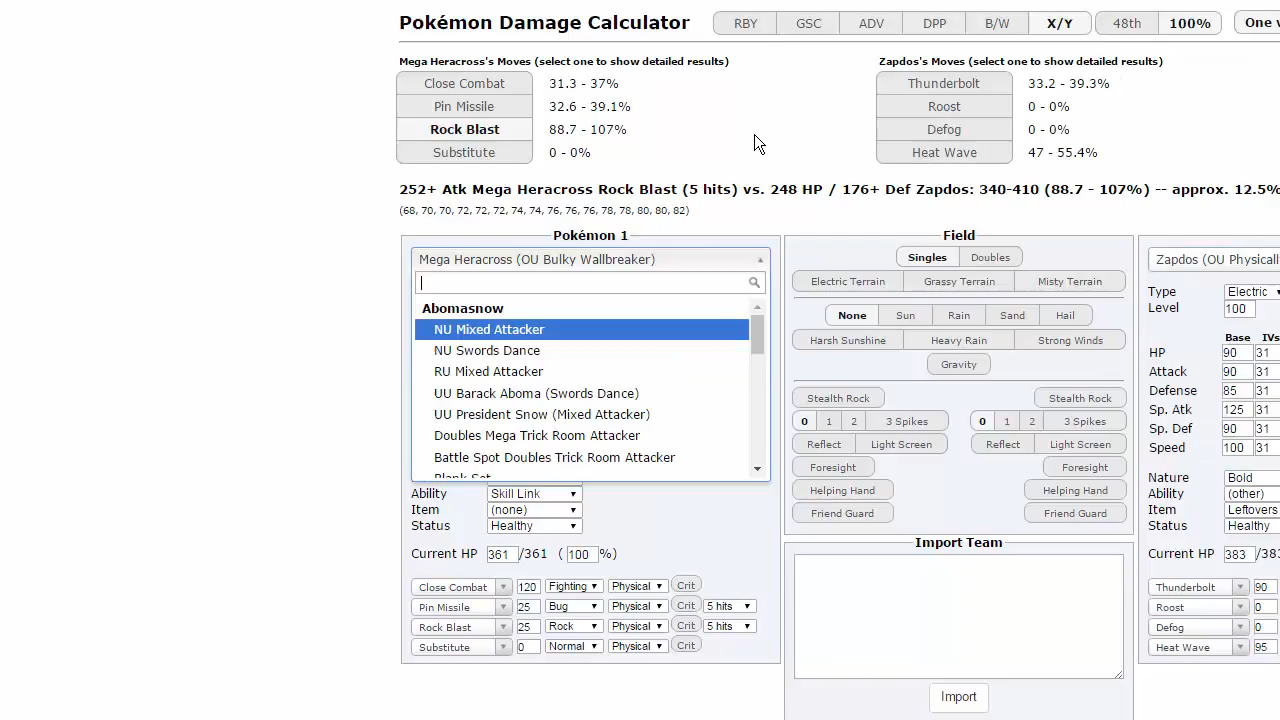 Pokémon Damage Calculator RBY GSC ADV DPP B/W X/Y 48th 100% One v
Mega Heracross's Moves (select one to show detailed results)
Close Combat 31.3 - 37%
Pin Missile 32.6 - 39.1%
Rock Blast 88.7 - 107%
Substitute 0 - 0%
Zapdos's Moves (select one to show detailed results)
Thunderbolt 33.2 - 39.3%
Roost 0 - 0%
Defog 0 - 0%
Heat Wave 47 - 55.4%
252+ Atk Mega Heracross Rock Blast (5 hits) vs. 248 HP / 176+ Def Zapdos: 340-410 (88.7 - 107%) -- approx. 12.5%
(68, 70, 70, 72, 72, 72, 74, 74, 76, 76, 76, 78, 78, 80, 80, 82)
Pokémon 1
Mega Heracross (OU Bulky Wallbreaker)
Abomasnow
NU Mixed Attacker
NU Swords Dance
RU Mixed Attacker
UU Barack Aboma (Swords Dance)
UU President Snow (Mixed Attacker)
Doubles Mega Trick Room Attacker
Battle Spot Doubles Trick Room Attacker
Blank Set
Ability Skill Link
Item (none)
Status Healthy
Current HP 361 /361 ( 100 %)
Close Combat 120 Fighting Physical Crit
Pin Missile 25 Bug Physical Crit 5 hits
Rock Blast 25 Rock Physical Crit 5 hits
Substitute 0 Normal Physical Crit
Field
Singles Doubles
Electric Terrain Grassy Terrain Misty Terrain
None Sun Rain Sand Hail
Harsh Sunshine Heavy Rain Strong Winds
Gravity
Stealth Rock Stealth Rock
0 1 2 3 Spikes 0 1 2 3 Spikes
Reflect Light Screen Reflect Light Screen
Foresight Foresight
Helping Hand Helping Hand
Friend Guard Friend Guard
Import Team
Import
Zapdos (OU Physically
Type Electric
Level 100
Base IVs
HP 90 31
Attack 90 31
Defense 85 31
Sp. Atk 125 31
Sp. Def 90 31
Speed 100 31
Nature Bold
Ability (other)
Item Leftovers
Status Healthy
Current HP 383 /383
Thunderbolt 90
Roost 0
Defog 0
Heat Wave 95